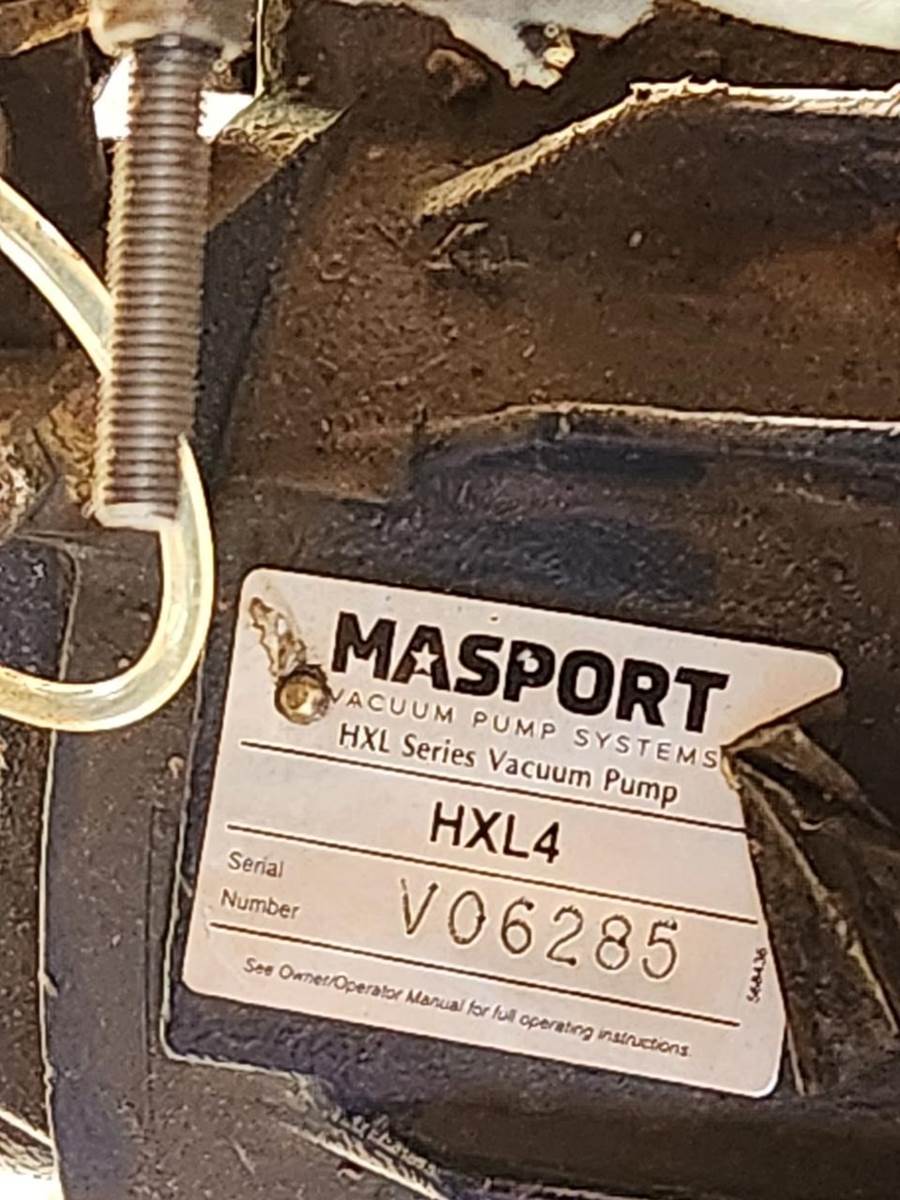 MASPORT
VACUUM PUMP SYSTEMS
HXL Series Vacuum Pump
HXL4
Serial
Number V06285
See Owner/Operator Manual for full operating instructions.